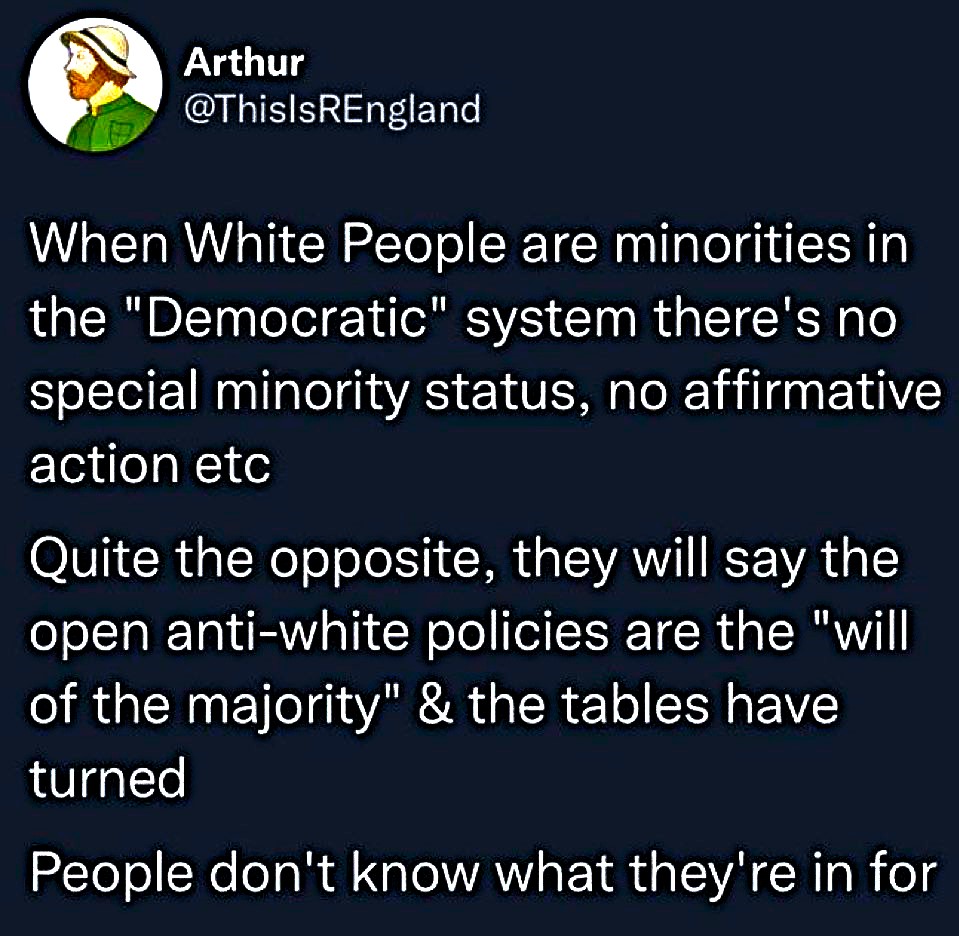 Arthur
@ThisIsREngland
When White People are minorities in
the "Democratic" system there's no
special minority status, no affirmative
action etc
Quite the opposite, they will say the
open anti-white policies are the "will
of the majority" & the tables have
turned
People don't know what they're in for